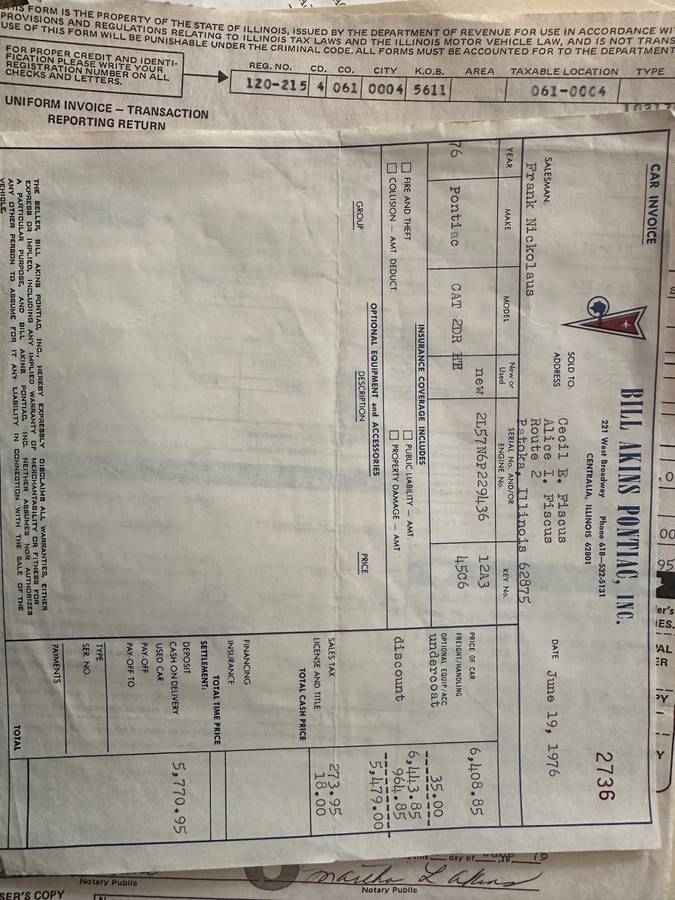 THIS FORM IS THE PROPERTY OF THE STATE OF ILLINOIS, ISSUED BY THE DEPARTMENT OF REVENUE FOR USE IN ACCORDANCE WI
PROVISIONS AND REGULATIONS RELATING TO ILLINOIS TAX LAWS AND THE ILLINOIS MOTOR VEHICLE LAW, AND IS NOT TRANS
USE OF THIS FORM WILL BE PUNISHABLE UNDER THE CRIMINAL CODE. ALL FORMS MUST BE ACCOUNTED FOR TO THE DEPARTMENT
FOR PROPER CREDIT AND IDENTI-
FICATION PLEASE WRITE YOUR
REGISTRATION NUMBER ON ALL
CHECKS AND LETTERS.
REG. NO. CD. CO. CITY K.O.B. AREA TAXABLE LOCATION TYPE
120-215 4 061 0004 5611 061-0004
UNIFORM INVOICE – TRANSACTION
REPORTING RETURN
CAR INVOICE
BILL AKINS PONTIAC, INC.
221 West Broadway Phone 618–532-5131
CENTRALIA, ILLINOIS 62801
2736
SALESMAN: Frank Nickolaus
SOLD TO Cecil E. Fiscus
Alice I. Fiscus
ADDRESS Route 2
Patoka, Illinois 62875
DATE June 19, 1976
YEAR MAKE MODEL New or Used SERIAL No. AND/OR ENGINE No. KEY No.
76 Pontiac CAT 2DR HT new 2L57N6P229436 12A3
45C6
INSURANCE COVERAGE INCLUDES
FIRE AND THEFT PUBLIC LIABILITY – AMT
COLLISION – AMT DEDUCT. PROPERTY DAMAGE – AMT
OPTIONAL EQUIPMENT and ACCESSORIES
GROUP DESCRIPTION PRICE
PRICE OF CAR 6,408.85
FREIGHT/HANDLING
OPTIONAL EQUIP/ACC
undercoat 35.00
6,443.85
discount 964.85
5,479.00
SALES TAX 273.95
LICENSE AND TITLE 18.00
TOTAL CASH PRICE
FINANCING
INSURANCE
TOTAL TIME PRICE
SETTLEMENT:
DEPOSIT
CASH ON DELIVERY 5,770.95
USED CAR
PAY-OFF
PAY-OFF TO
TYPE
SER. NO.
PAYMENTS
TOTAL
THE SELLER, BILL AKINS PONTIAC, INC., HEREBY EXPRESSLY DISCLAIMS ALL WARRANTIES, EITHER
EXPRESS OR IMPLIED, INCLUDING ANY IMPLIED WARRANTY OF MERCHANTABILITY OR FITNESS FOR
A PARTICULAR PURPOSE, AND BILL AKINS PONTIAC, INC. NEITHER ASSUMES NOR AUTHORIZES
ANY OTHER PERSON TO ASSUME FOR IT ANY LIABILITY IN CONNECTION WITH THE SALE OF THE
VEHICLE.
day of
Notary Public
Martha L Akins
Notary Public
SER'S COPY